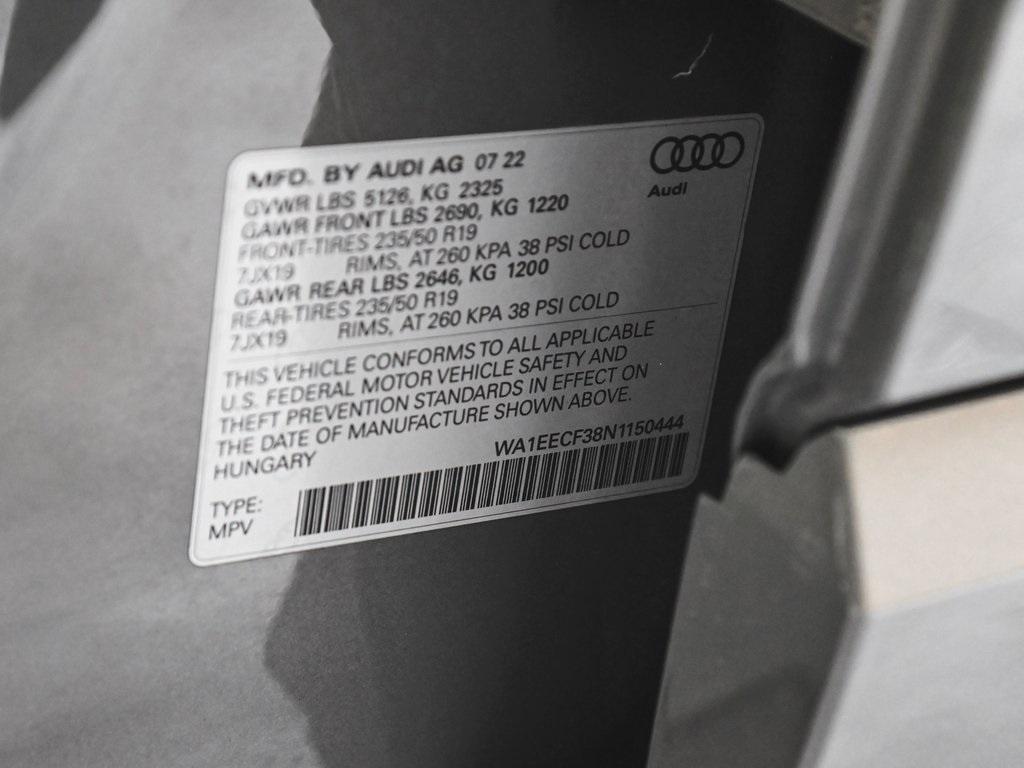 MFD. BY AUDI AG 07 22
Audi
GVWR LBS 5126, KG 2325
GAWR FRONT LBS 2690, KG 1220
FRONT-TIRES 235/50 R19
7JX19 RIMS, AT 260 KPA 38 PSI COLD
GAWR REAR LBS 2646, KG 1200
REAR-TIRES 235/50 R19
7JX19 RIMS, AT 260 KPA 38 PSI COLD
THIS VEHICLE CONFORMS TO ALL APPLICABLE
U.S. FEDERAL MOTOR VEHICLE SAFETY AND
THEFT PREVENTION STANDARDS IN EFFECT ON
THE DATE OF MANUFACTURE SHOWN ABOVE.
HUNGARY WA1EECF38N1150444
TYPE:
MPV